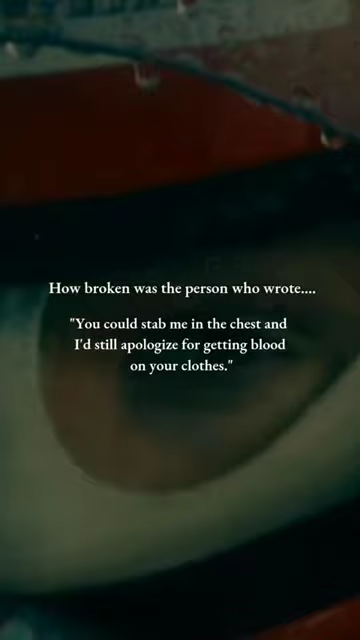 How broken was the person who wrote....
"You could stab me in the chest and
I'd still apologize for getting blood
on your clothes."